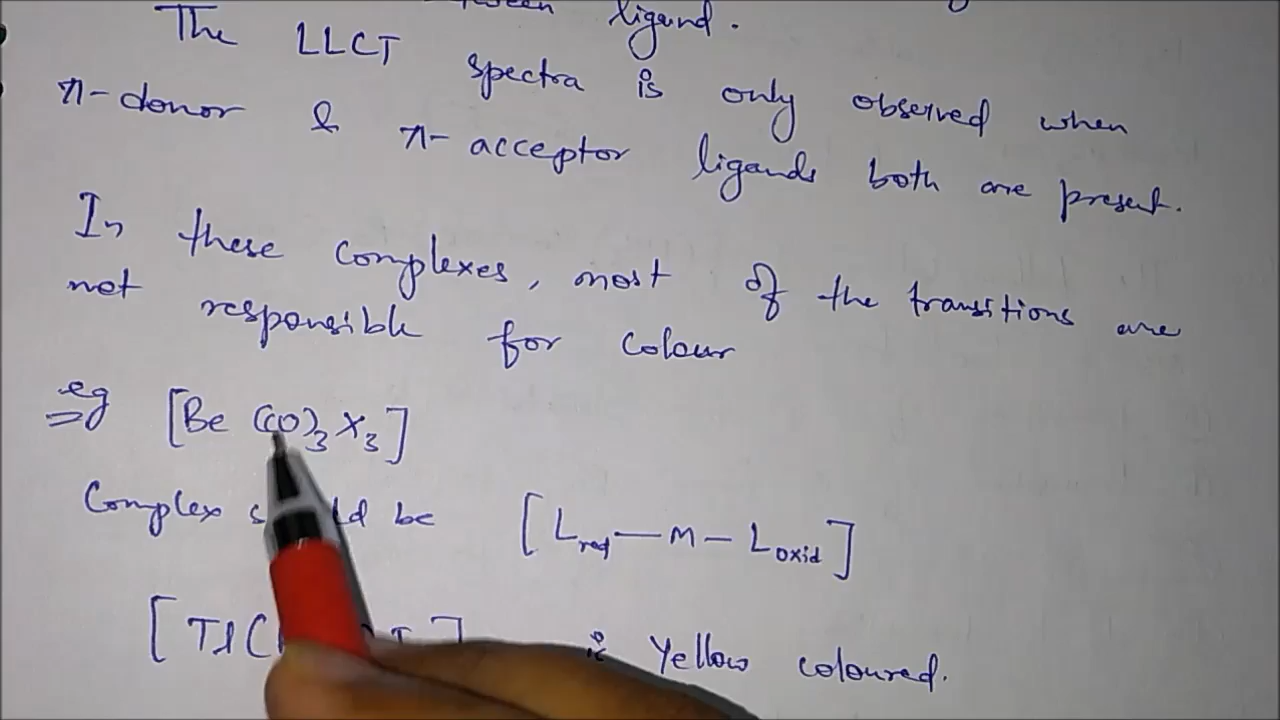 ligand.
The LLCT spectra is only observed when
π-donor & π-acceptor ligands both are present.
In these complexes, most of the transitions are
not responsible for colour
eg [Be (CO)3 X3]
Complex be [Lred — M — Loxid]
is Yellow coloured.